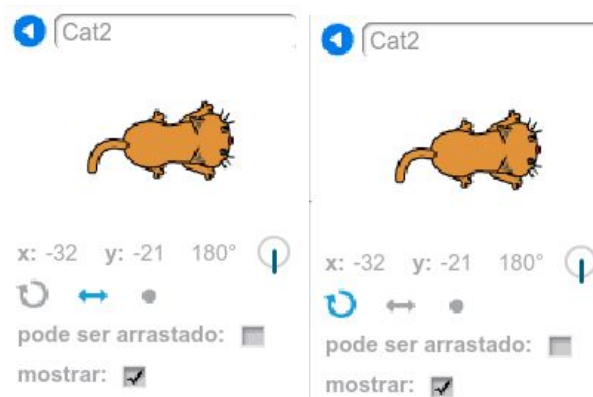 Cat2
x: -32 y: -21 180°
pode ser arrastado:
mostrar:
Cat2
x: -32 y: -21 180°
pode ser arrastado:
mostrar: